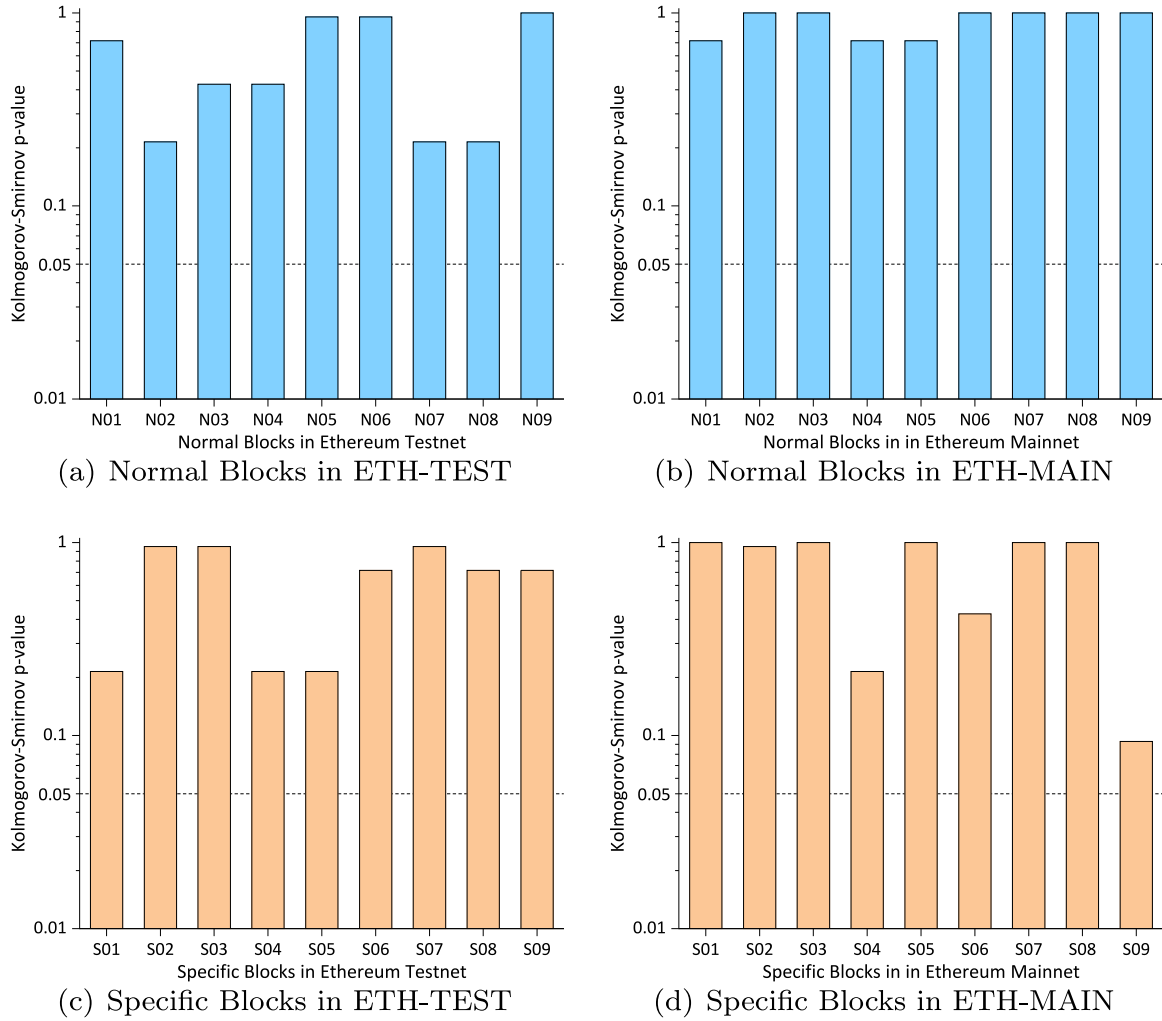 Kolmogorov-Smirnov p-value
1
0.1
0.05
0.01
N01 N02 N03 N04 N05 N06 N07 N08 N09
Normal Blocks in Ethereum Testnet
(a) Normal Blocks in ETH-TEST
Kolmogorov-Smirnov p-value
1
0.1
0.05
0.01
N01 N02 N03 N04 N05 N06 N07 N08 N09
Normal Blocks in in Ethereum Mainnet
(b) Normal Blocks in ETH-MAIN
Kolmogorov-Smirnov p-value
1
0.1
0.05
0.01
S01 S02 S03 S04 S05 S06 S07 S08 S09
Specific Blocks in Ethereum Testnet
(c) Specific Blocks in ETH-TEST
Kolmogorov-Smirnov p-value
1
0.1
0.05
0.01
S01 S02 S03 S04 S05 S06 S07 S08 S09
Specific Blocks in in Ethereum Mainnet
(d) Specific Blocks in ETH-MAIN